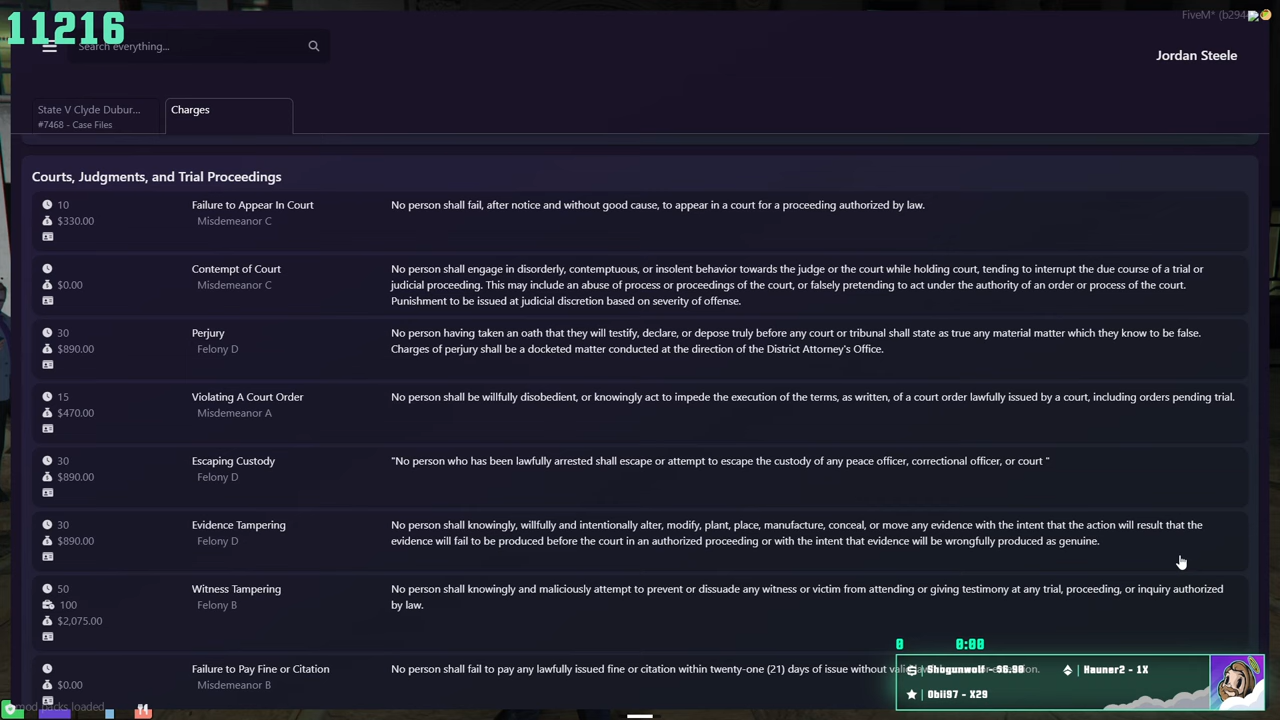 11216
FiveM* (b294
Search everything...
Jordan Steele
State V Clyde Dubur...
#7468 - Case Files
Charges
Courts, Judgments, and Trial Proceedings
10
$330.00
Failure to Appear In Court
Misdemeanor C
No person shall fail, after notice and without good cause, to appear in a court for a proceeding authorized by law.
$0.00
Contempt of Court
Misdemeanor C
No person shall engage in disorderly, contemptuous, or insolent behavior towards the judge or the court while holding court, tending to interrupt the due course of a trial or
judicial proceeding. This may include an abuse of process or proceedings of the court, or falsely pretending to act under the authority of an order or process of the court.
Punishment to be issued at judicial discretion based on severity of offense.
30
$890.00
Perjury
Felony D
No person having taken an oath that they will testify, declare, or depose truly before any court or tribunal shall state as true any material matter which they know to be false.
Charges of perjury shall be a docketed matter conducted at the direction of the District Attorney's Office.
15
$470.00
Violating A Court Order
Misdemeanor A
No person shall be willfully disobedient, or knowingly act to impede the execution of the terms, as written, of a court order lawfully issued by a court, including orders pending trial.
30
$890.00
Escaping Custody
Felony D
"No person who has been lawfully arrested shall escape or attempt to escape the custody of any peace officer, correctional officer, or court "
30
$890.00
Evidence Tampering
Felony D
No person shall knowingly, willfully and intentionally alter, modify, plant, place, manufacture, conceal, or move any evidence with the intent that the action will result that the
evidence will fail to be produced before the court in an authorized proceeding or with the intent that evidence will be wrongfully produced as genuine.
50
100
$2,075.00
Witness Tampering
Felony B
No person shall knowingly and maliciously attempt to prevent or dissuade any witness or victim from attending or giving testimony at any trial, proceeding, or inquiry authorized
by law.
$0.00
Failure to Pay Fine or Citation
Misdemeanor B
No person shall fail to pay any lawfully issued fine or citation within twenty-one (21) days of issue without
0
0:00
Shogunwolf -
Hauner2 - 1X
Obli97 - X29
mod packs loaded